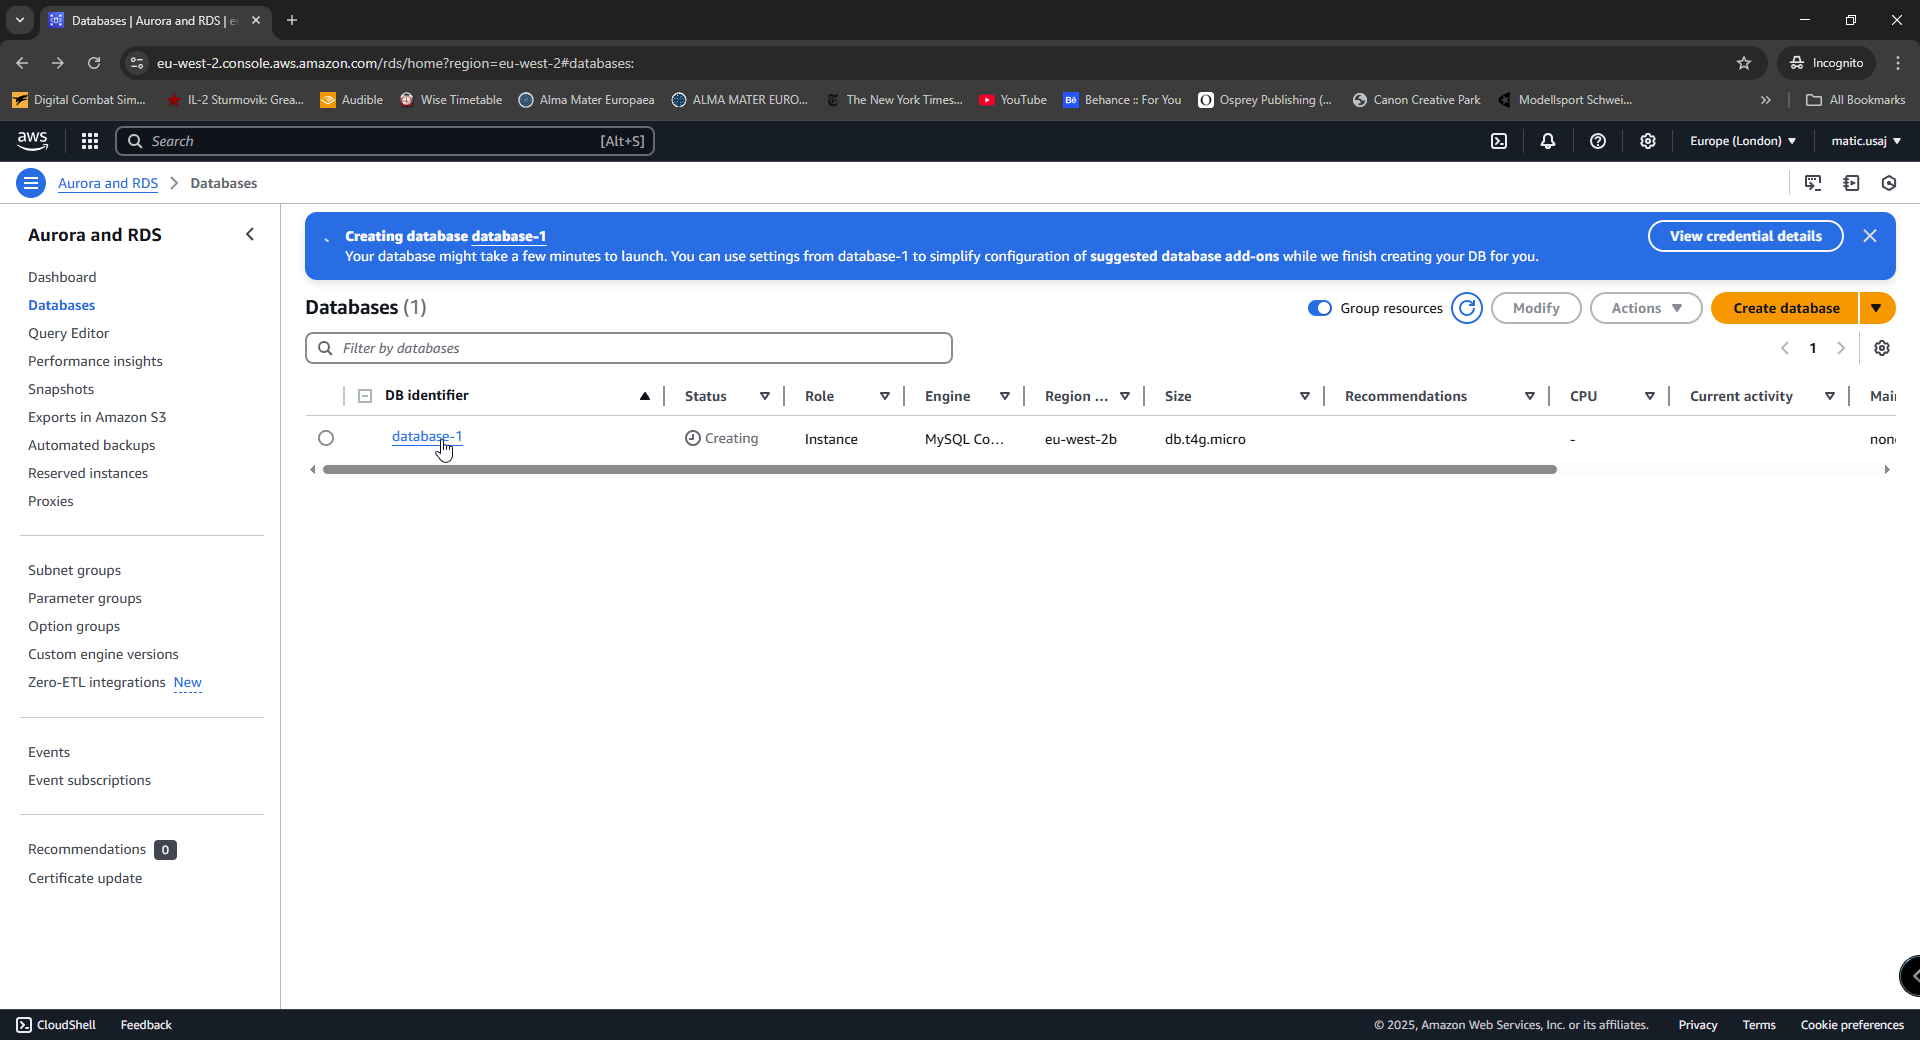 Databases | Aurora and RDS | e
eu-west-2.console.aws.amazon.com/rds/home?region=eu-west-2#databases:
Incognito
Digital Combat Sim...
IL-2 Sturmovik: Grea...
Audible
Wise Timetable
Alma Mater Europaea
ALMA MATER EURO...
The New York Times...
YouTube
Behance :: For You
Osprey Publishing (...
Canon Creative Park
Modellsport Schwei...
All Bookmarks
aws
Search
[Alt+S]
Europe (London)
matic.usaj
Aurora and RDS
Databases
Aurora and RDS
Dashboard
Databases
Query Editor
Performance insights
Snapshots
Exports in Amazon S3
Automated backups
Reserved instances
Proxies
Subnet groups
Parameter groups
Option groups
Custom engine versions
Zero-ETL integrations New
Events
Event subscriptions
Recommendations 0
Certificate update
Creating database database-1
Your database might take a few minutes to launch. You can use settings from database-1 to simplify configuration of suggested database add-ons while we finish creating your DB for you.
View credential details
Databases (1)
Group resources
Modify
Actions
Create database
Filter by databases
1
DB identifier Status Role Engine Region ... Size Recommendations CPU Current activity Mai
database-1 Creating Instance MySQL Co... eu-west-2b db.t4g.micro - non
CloudShell
Feedback
© 2025, Amazon Web Services, Inc. or its affiliates.
Privacy
Terms
Cookie preferences